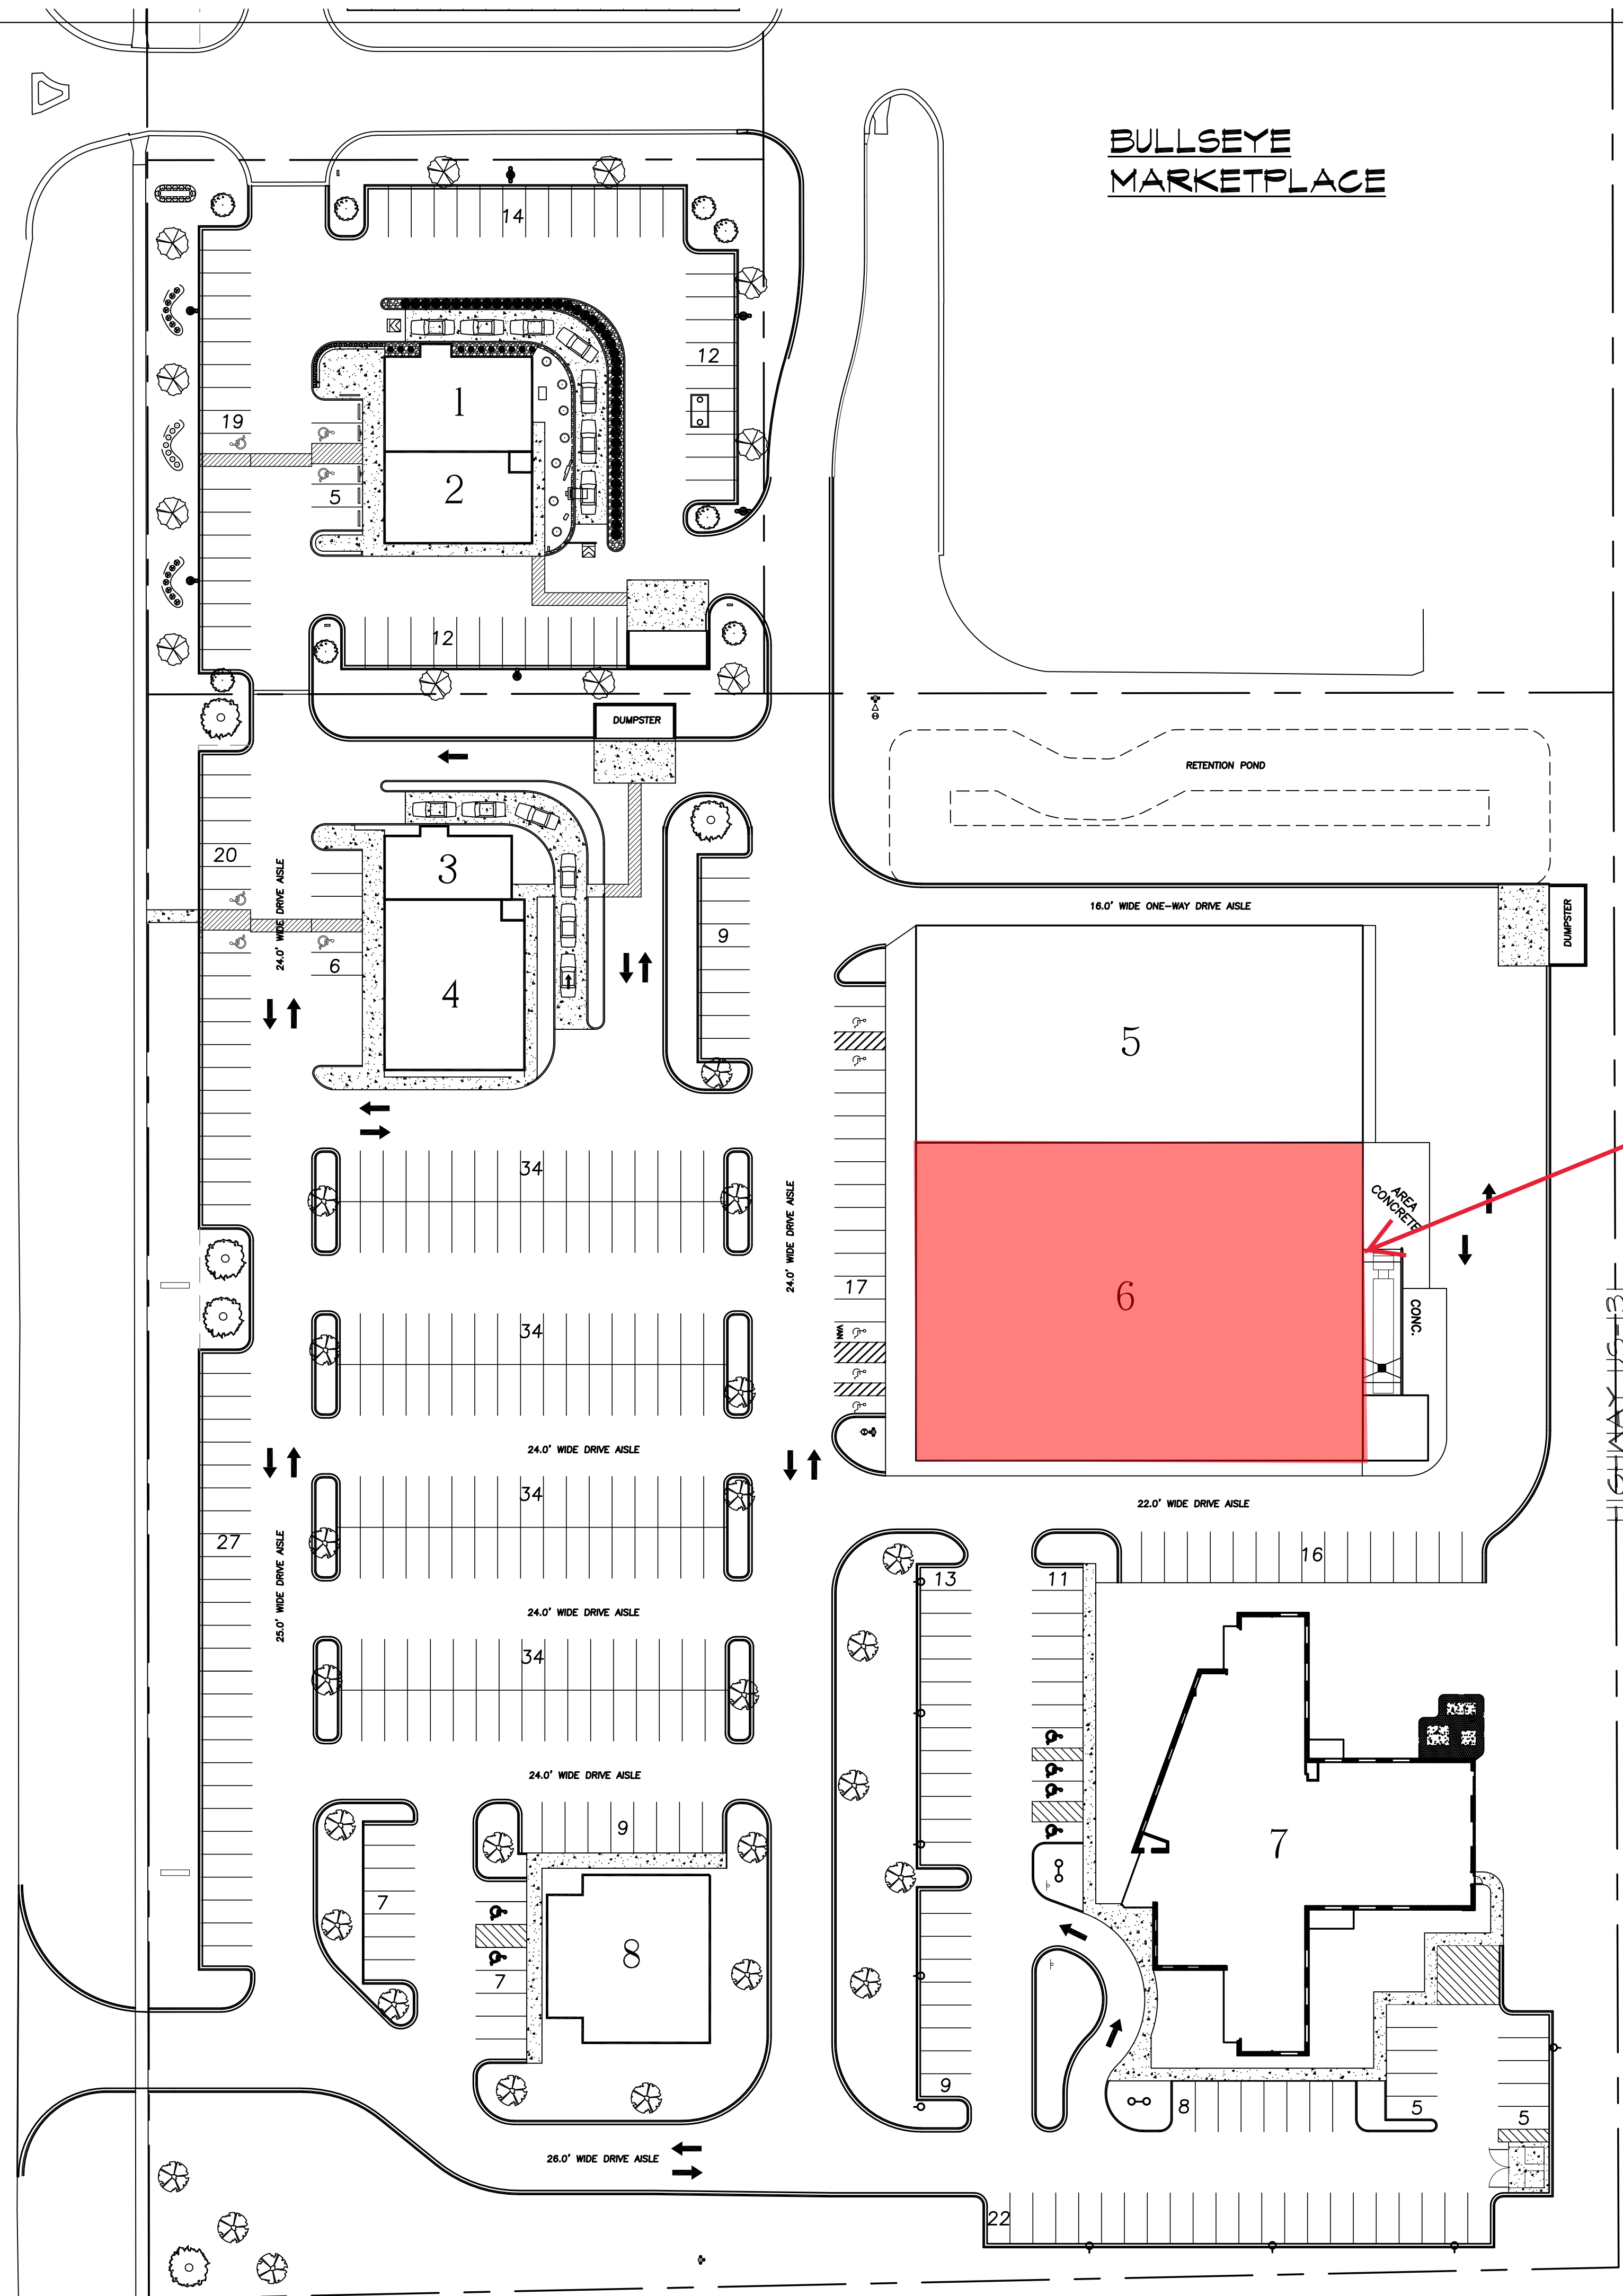 BULLSEYE
MARKETPLACE
14
12
19
1
2
5
12
DUMPSTER
RETENTION POND
20
24.0' WIDE DRIVE AISLE
3
6
4
9
16.0' WIDE ONE-WAY DRIVE AISLE
DUMPSTER
5
34
24.0' WIDE DRIVE AISLE
AREA
CONCRETE
17
6
VAN
CONC.
HIGHWAY US-131
34
24.0' WIDE DRIVE AISLE
34
22.0' WIDE DRIVE AISLE
27
25.0' WIDE DRIVE AISLE
13
11
16
24.0' WIDE DRIVE AISLE
34
24.0' WIDE DRIVE AISLE
9
7
7
8
7
9
8
5
5
26.0' WIDE DRIVE AISLE
22